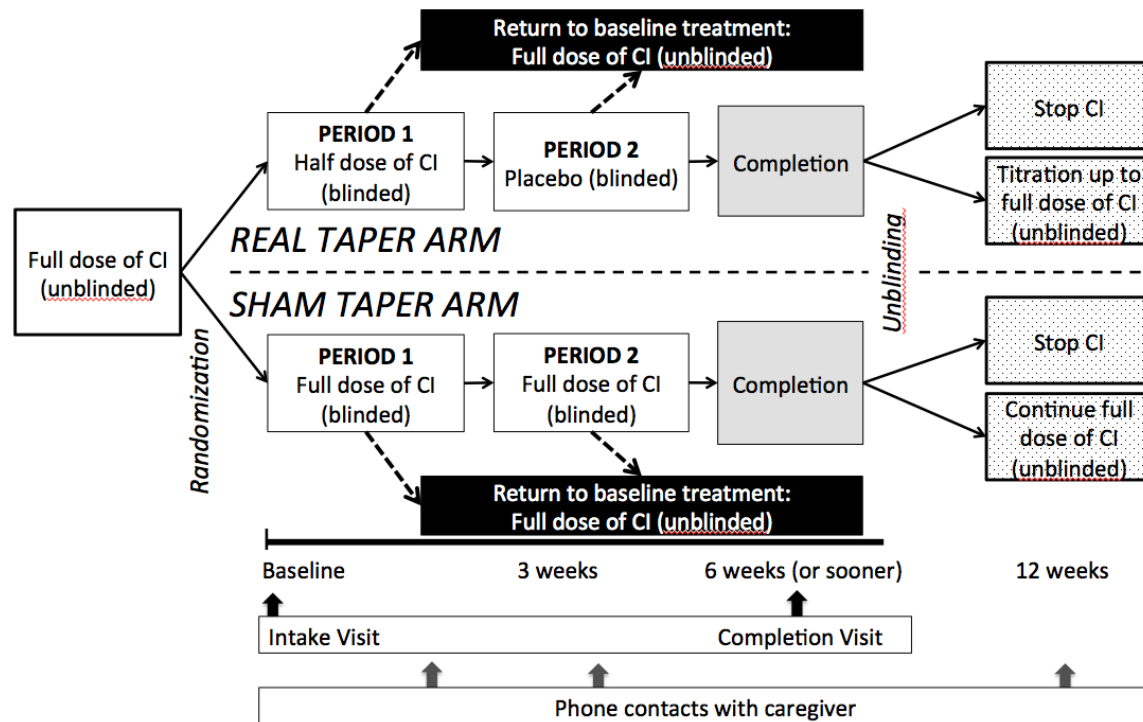 Return to baseline treatment:
Full dose of CI (unblinded)
PERIOD 1
Half dose of CI
(blinded)
PERIOD 2
Placebo (blinded)
Completion
Stop CI
Titration up to
full dose of CI
(unblinded)
Full dose of CI
(unblinded)
REAL TAPER ARM
Unblinding
SHAM TAPER ARM
Randomization
PERIOD 1
Full dose of CI
(blinded)
PERIOD 2
Full dose of CI
(blinded)
Completion
Stop CI
Continue full
dose of CI
(unblinded)
Return to baseline treatment:
Full dose of CI (unblinded)
Baseline
3 weeks
6 weeks (or sooner)
12 weeks
Intake Visit
Completion Visit
Phone contacts with caregiver